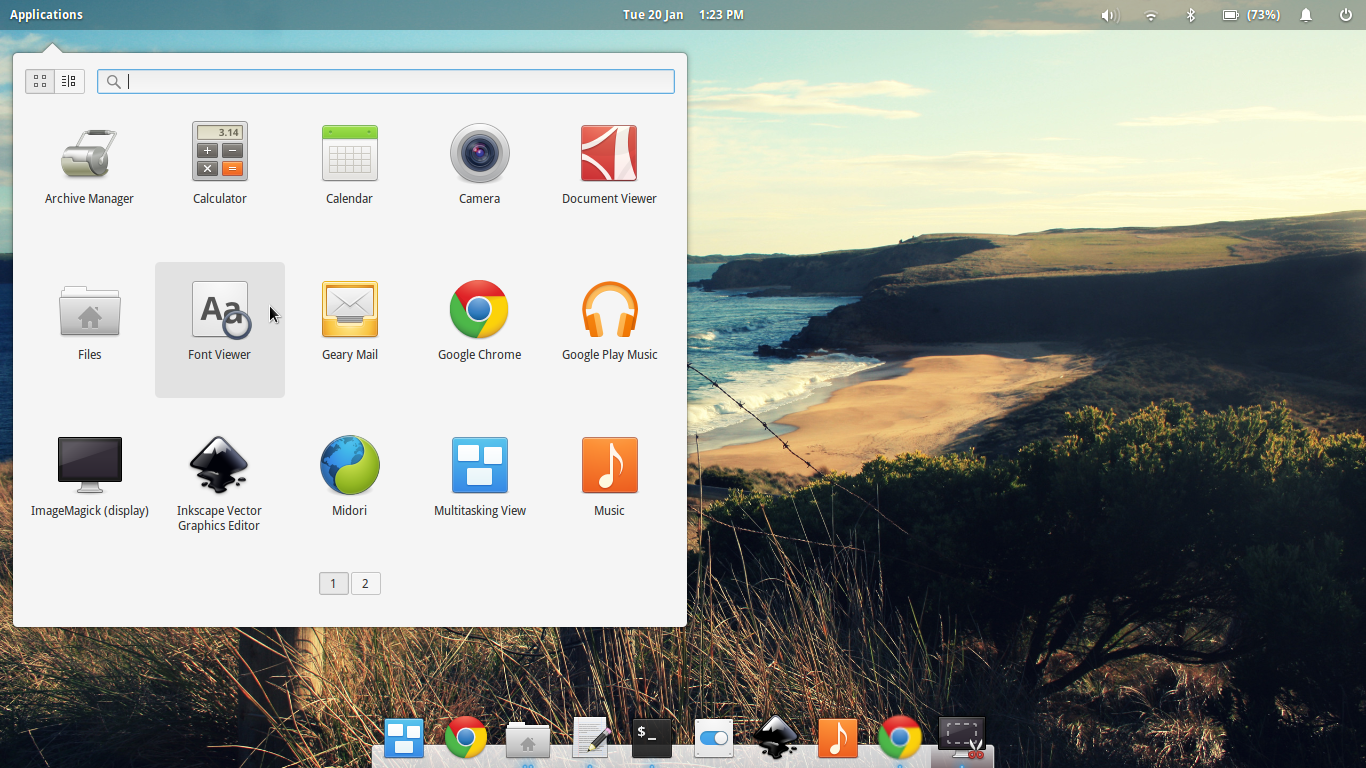 Applications
Tue 20 Jan 1:23 PM
(73%)
3.14
Archive Manager
Calculator
Calendar
Camera
Document Viewer
Aa
Files
Font Viewer
Geary Mail
Google Chrome
Google Play Music
ImageMagick (display)
Inkscape Vector
Graphics Editor
Midori
Multitasking View
Music
1 2
$_